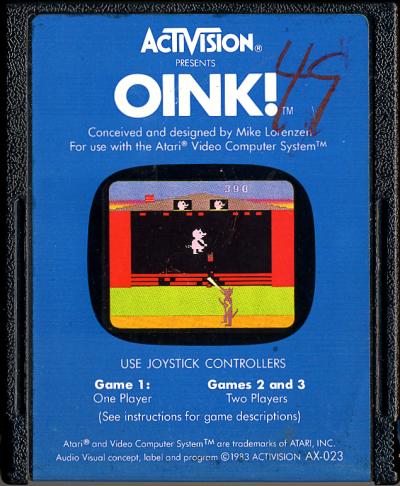 ACTIVISION®
PRESENTS
OINK!™
49
Conceived and designed by Mike Lorenzen
For use with the Atari® Video Computer System™
390
USE JOYSTICK CONTROLLERS
Game 1: Games 2 and 3
One Player Two Players
(See instructions for game descriptions)
Atari® and Video Computer System™ are trademarks of ATARI, INC.
Audio Visual concept, label and program ©1983 ACTIVISION AX-023